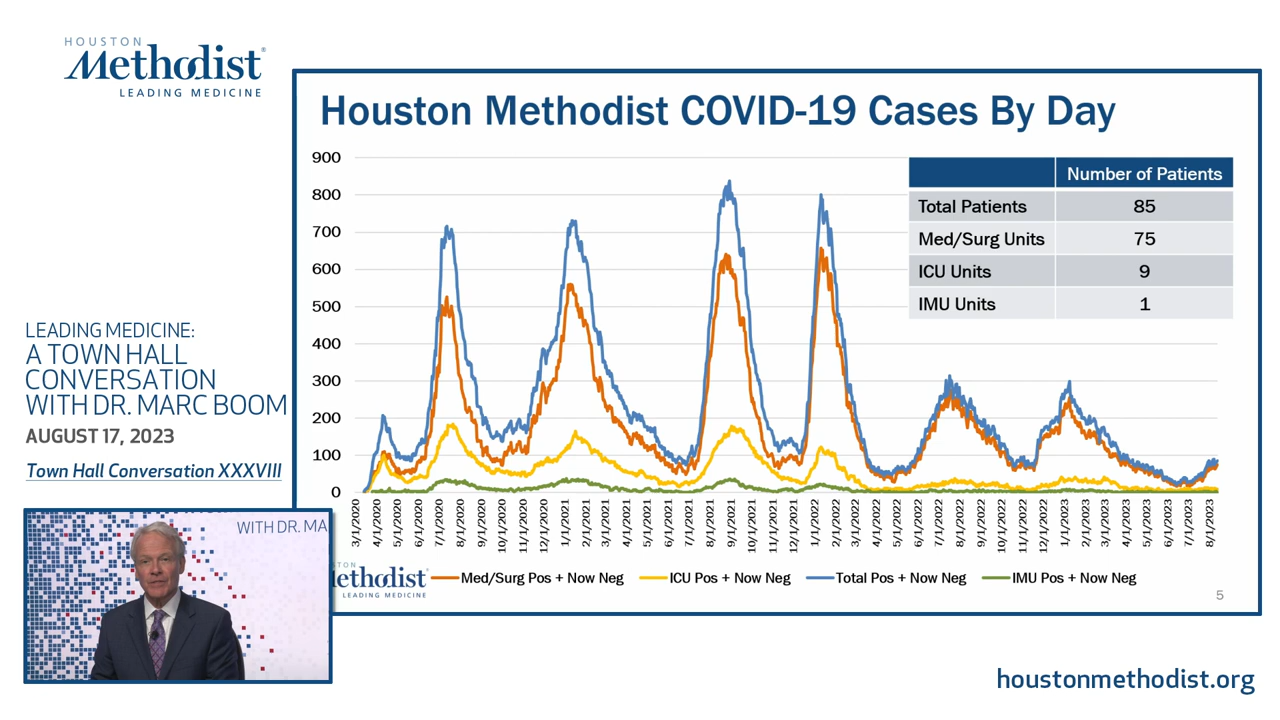 HOUSTON
Methodist®
LEADING MEDICINE
LEADING MEDICINE:
A TOWN HALL
CONVERSATION
WITH DR. MARC BOOM
AUGUST 17, 2023
Town Hall Conversation XXXVIII
WITH DR. MA
Houston Methodist COVID-19 Cases By Day
900
800
700
600
500
400
300
200
100
0
3/1/2020
4/1/2020
5/1/2020
6/1/2020
7/1/2020
8/1/2020
9/1/2020
10/1/2020
11/1/2020
12/1/2020
1/1/2021
2/1/2021
3/1/2021
4/1/2021
5/1/2021
6/1/2021
7/1/2021
8/1/2021
9/1/2021
10/1/2021
11/1/2021
12/1/2021
1/1/2022
2/1/2022
3/1/2022
4/1/2022
5/1/2022
6/1/2022
7/1/2022
8/1/2022
9/1/2022
10/1/2022
11/1/2022
12/1/2022
1/1/2023
2/1/2023
3/1/2023
4/1/2023
5/1/2023
6/1/2023
7/1/2023
8/1/2023
Number of Patients
Total Patients 85
Med/Surg Units 75
ICU Units 9
IMU Units 1
STON
ethodist®
LEADING MEDICINE
Med/Surg Pos + Now Neg ICU Pos + Now Neg Total Pos + Now Neg IMU Pos + Now Neg
5
houstonmethodist.org